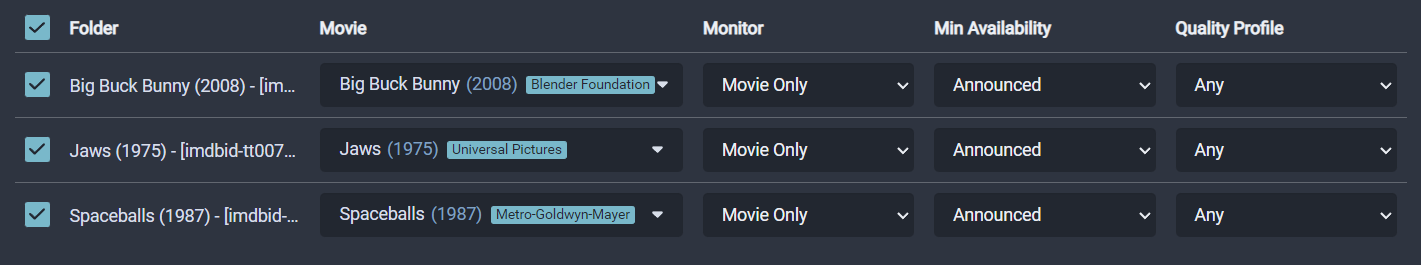 Folder Movie Monitor Min Availability Quality Profile
Big Buck Bunny (2008) - [im... Big Buck Bunny (2008) Blender Foundation Movie Only Announced Any
Jaws (1975) - [imdbid-tt007... Jaws (1975) Universal Pictures Movie Only Announced Any
Spaceballs (1987) - [imdbid-... Spaceballs (1987) Metro-Goldwyn-Mayer Movie Only Announced Any